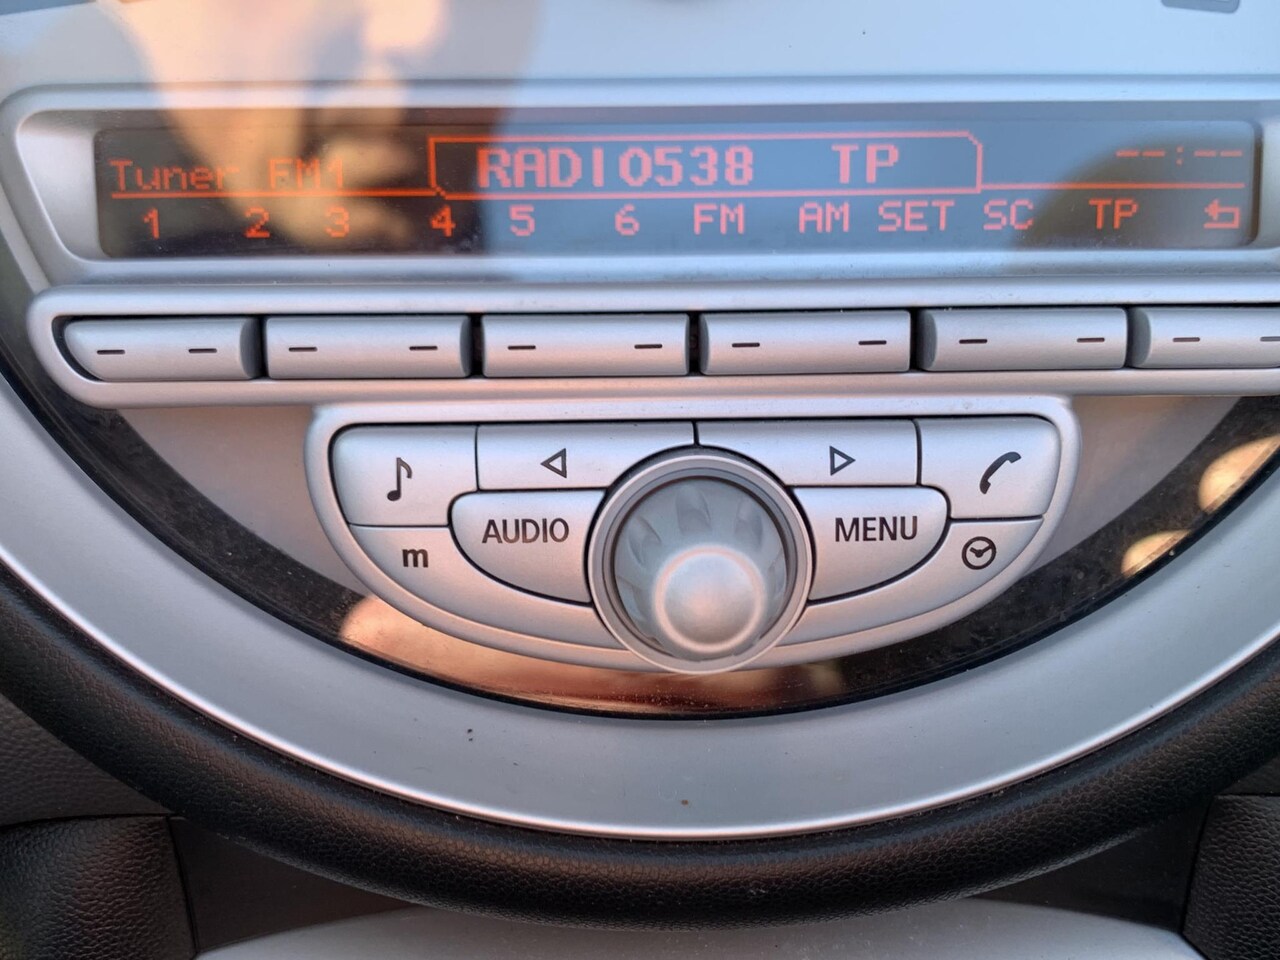 Tuner FM1 RADIO538 TP --:--
1 2 3 4 5 6 FM AM SET SC TP
AUDIO MENU
m